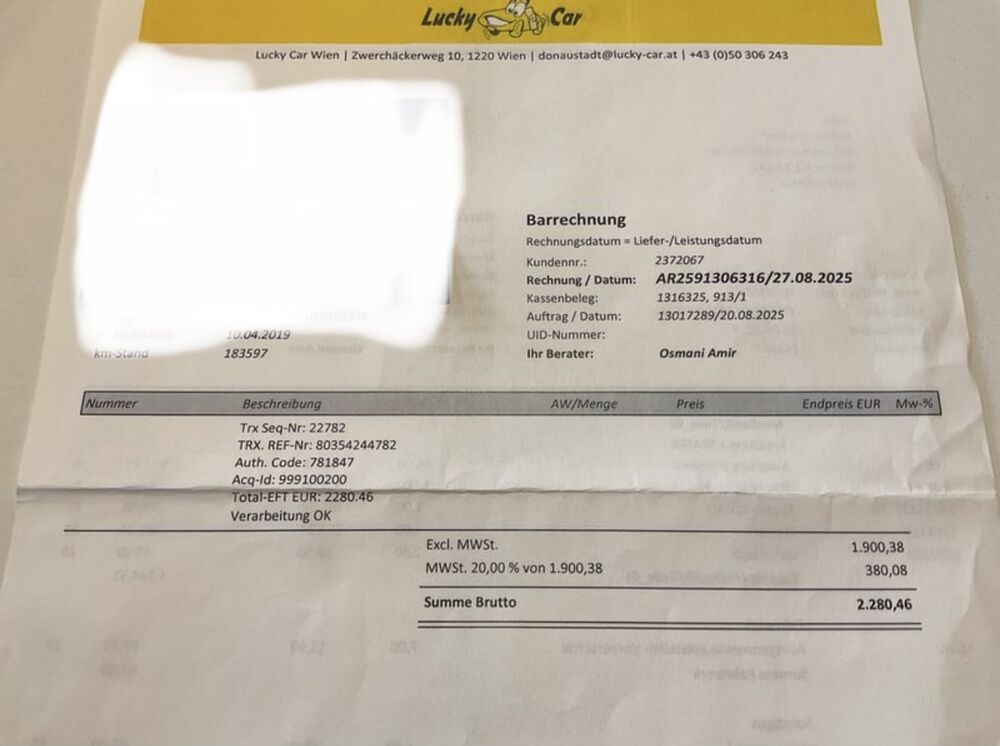 Lucky Car
Lucky Car Wien | Zwerchäckerweg 10, 1220 Wien | donaustadt@lucky-car.at | +43 (0)50 306 243
Barrechnung
Rechnungsdatum = Liefer-/Leistungsdatum
Kundennr.: 2372067
Rechnung / Datum: AR2591306316/27.08.2025
Kassenbeleg: 1316325, 913/1
Auftrag / Datum: 13017289/20.08.2025
UID-Nummer:
Ihr Berater: Osmani Amir
10.04.2019
km-Stand 183597
Nummer Beschreibung AW/Menge Preis Endpreis EUR Mw-%
Trx Seq-Nr: 22782
TRX. REF-Nr: 80354244782
Auth. Code: 781847
Acq-Id: 999100200
Total-EFT EUR: 2280.46
Verarbeitung OK
Excl. MWSt. 1.900,38
MWSt. 20,00 % von 1.900,38 380,08
Summe Brutto 2.280,46